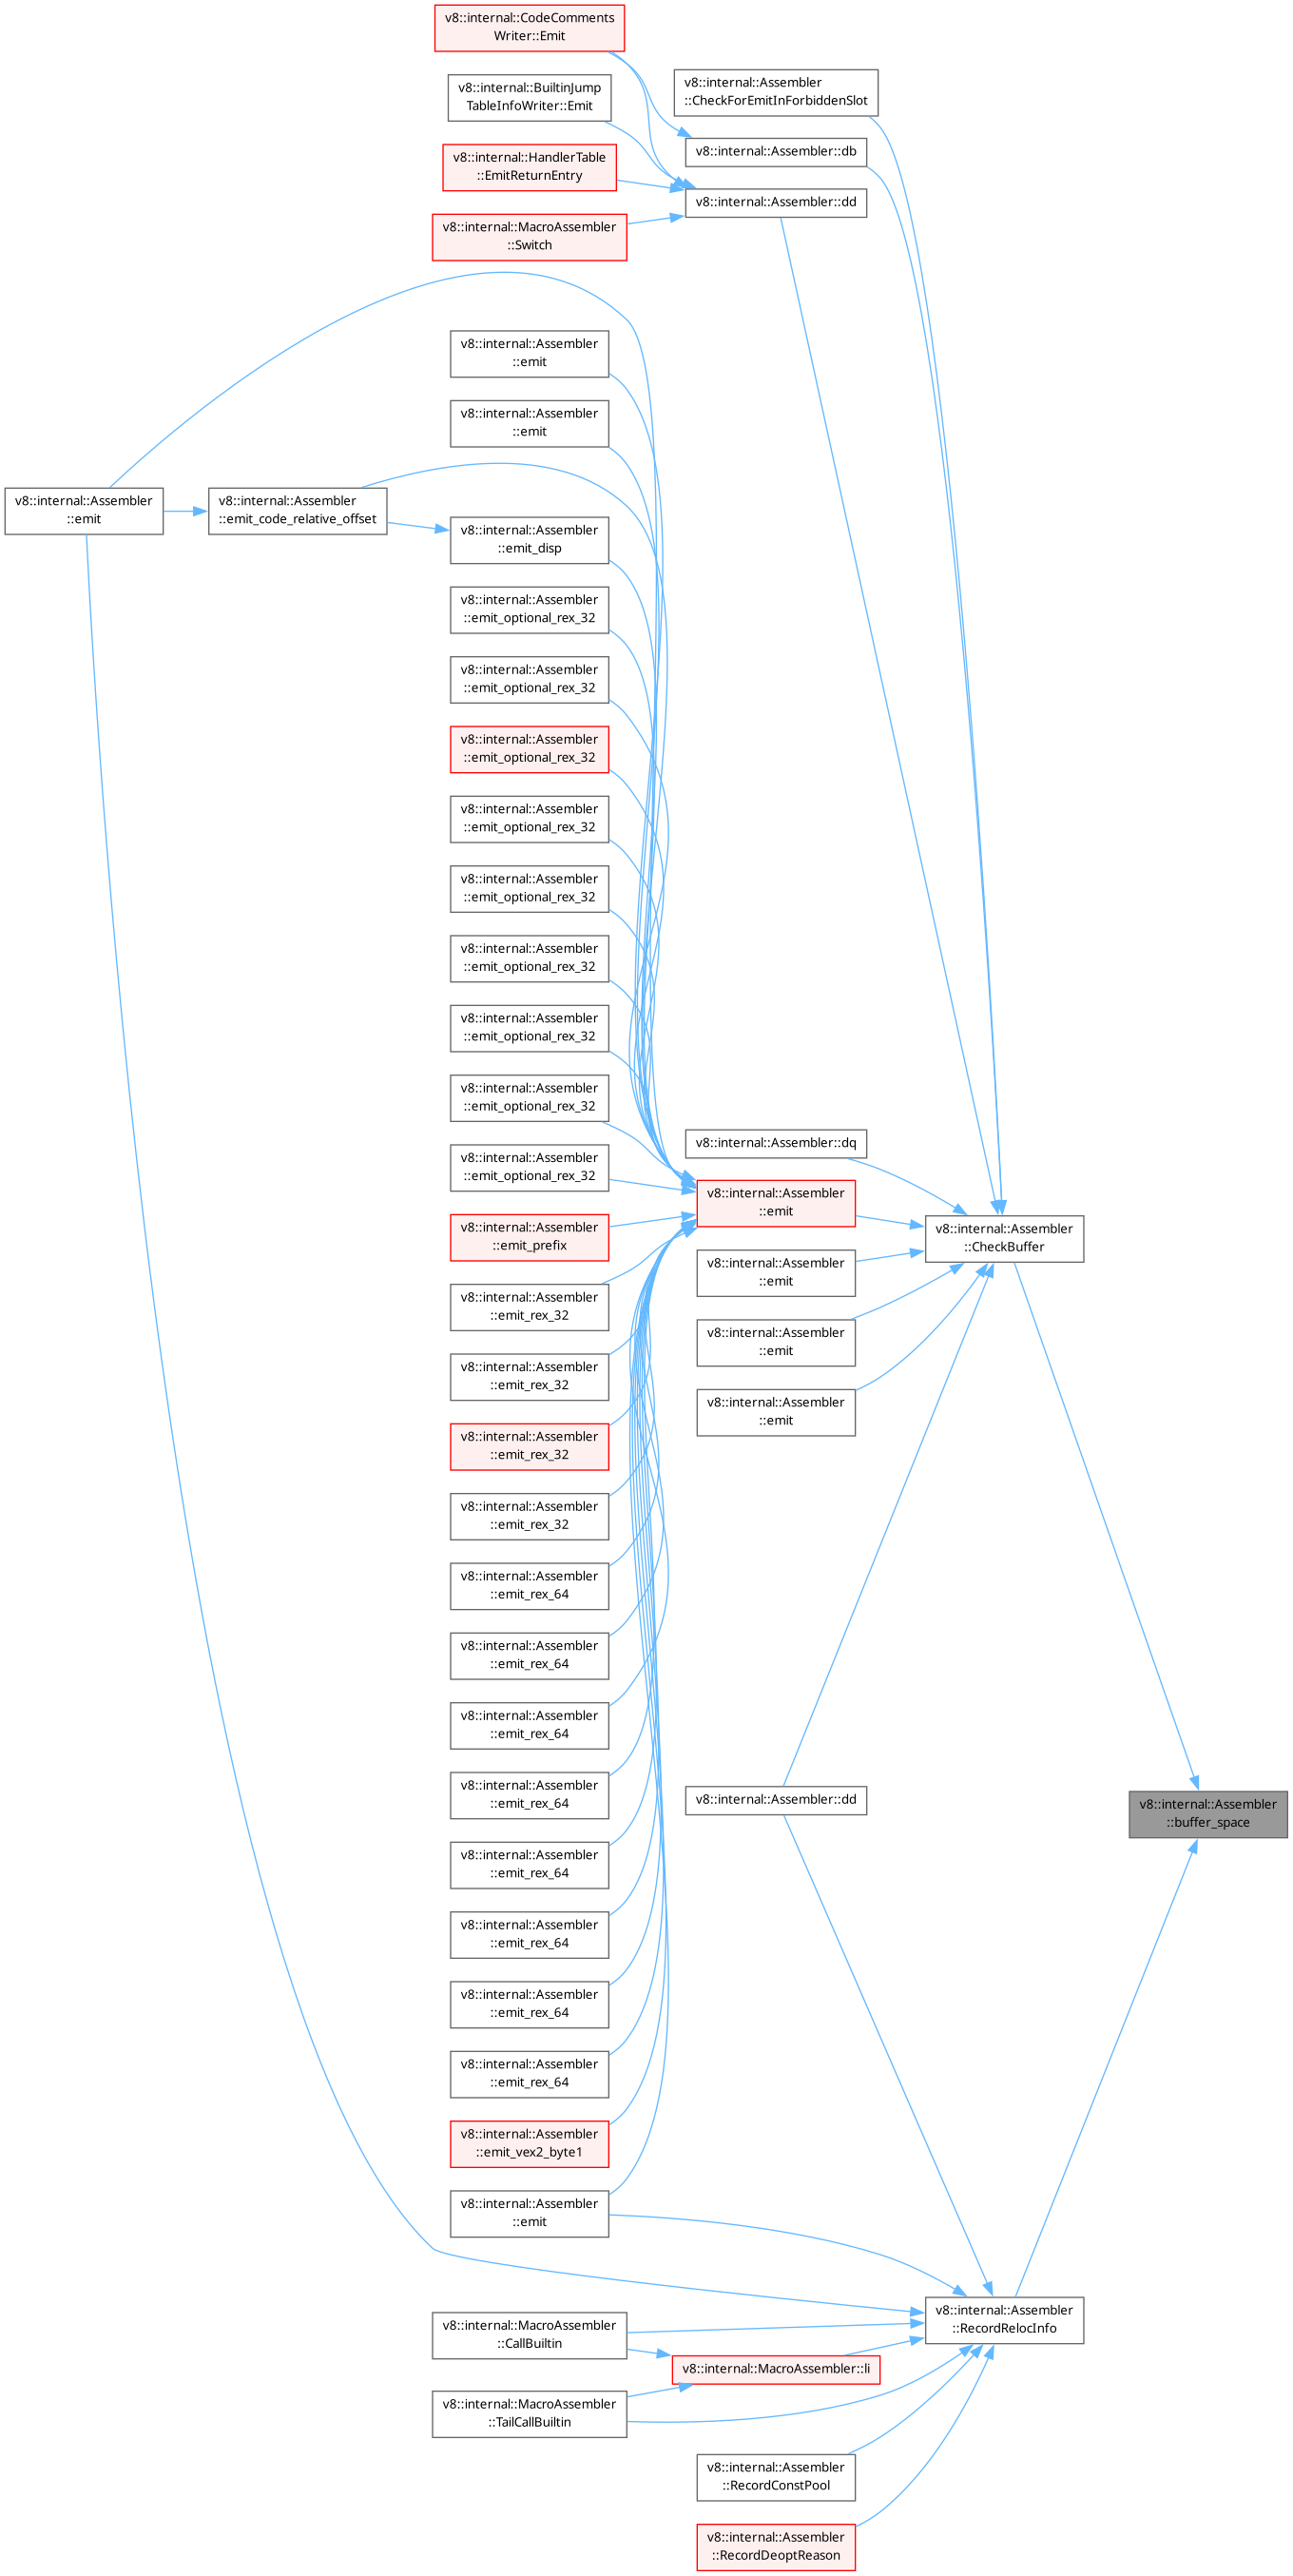 v8::internal::CodeComments
Writer::Emit
v8::internal::BuiltinJump
TableInfoWriter::Emit
v8::internal::Assembler
::CheckForEmitInForbiddenSlot
v8::internal::Assembler::db
v8::internal::HandlerTable
::EmitReturnEntry
v8::internal::Assembler::dd
v8::internal::MacroAssembler
::Switch
v8::internal::Assembler
::emit
v8::internal::Assembler
::emit
v8::internal::Assembler
::emit
v8::internal::Assembler
::emit_code_relative_offset
v8::internal::Assembler
::emit_disp
v8::internal::Assembler
::emit_optional_rex_32
v8::internal::Assembler
::emit_optional_rex_32
v8::internal::Assembler
::emit_optional_rex_32
v8::internal::Assembler
::emit_optional_rex_32
v8::internal::Assembler
::emit_optional_rex_32
v8::internal::Assembler
::emit_optional_rex_32
v8::internal::Assembler
::emit_optional_rex_32
v8::internal::Assembler
::emit_optional_rex_32
v8::internal::Assembler::dq
v8::internal::Assembler
::emit_optional_rex_32
v8::internal::Assembler
::emit
v8::internal::Assembler
::emit_prefix
v8::internal::Assembler
::CheckBuffer
v8::internal::Assembler
::emit
v8::internal::Assembler
::emit_rex_32
v8::internal::Assembler
::emit
v8::internal::Assembler
::emit_rex_32
v8::internal::Assembler
::emit
v8::internal::Assembler
::emit_rex_32
v8::internal::Assembler
::emit_rex_32
v8::internal::Assembler
::emit_rex_64
v8::internal::Assembler
::emit_rex_64
v8::internal::Assembler
::emit_rex_64
v8::internal::Assembler
::emit_rex_64
v8::internal::Assembler::dd
v8::internal::Assembler
::buffer_space
v8::internal::Assembler
::emit_rex_64
v8::internal::Assembler
::emit_rex_64
v8::internal::Assembler
::emit_rex_64
v8::internal::Assembler
::emit_rex_64
v8::internal::Assembler
::emit_vex2_byte1
v8::internal::Assembler
::emit
v8::internal::Assembler
::RecordRelocInfo
v8::internal::MacroAssembler
::CallBuiltin
v8::internal::MacroAssembler::li
v8::internal::MacroAssembler
::TailCallBuiltin
v8::internal::Assembler
::RecordConstPool
v8::internal::Assembler
::RecordDeoptReason